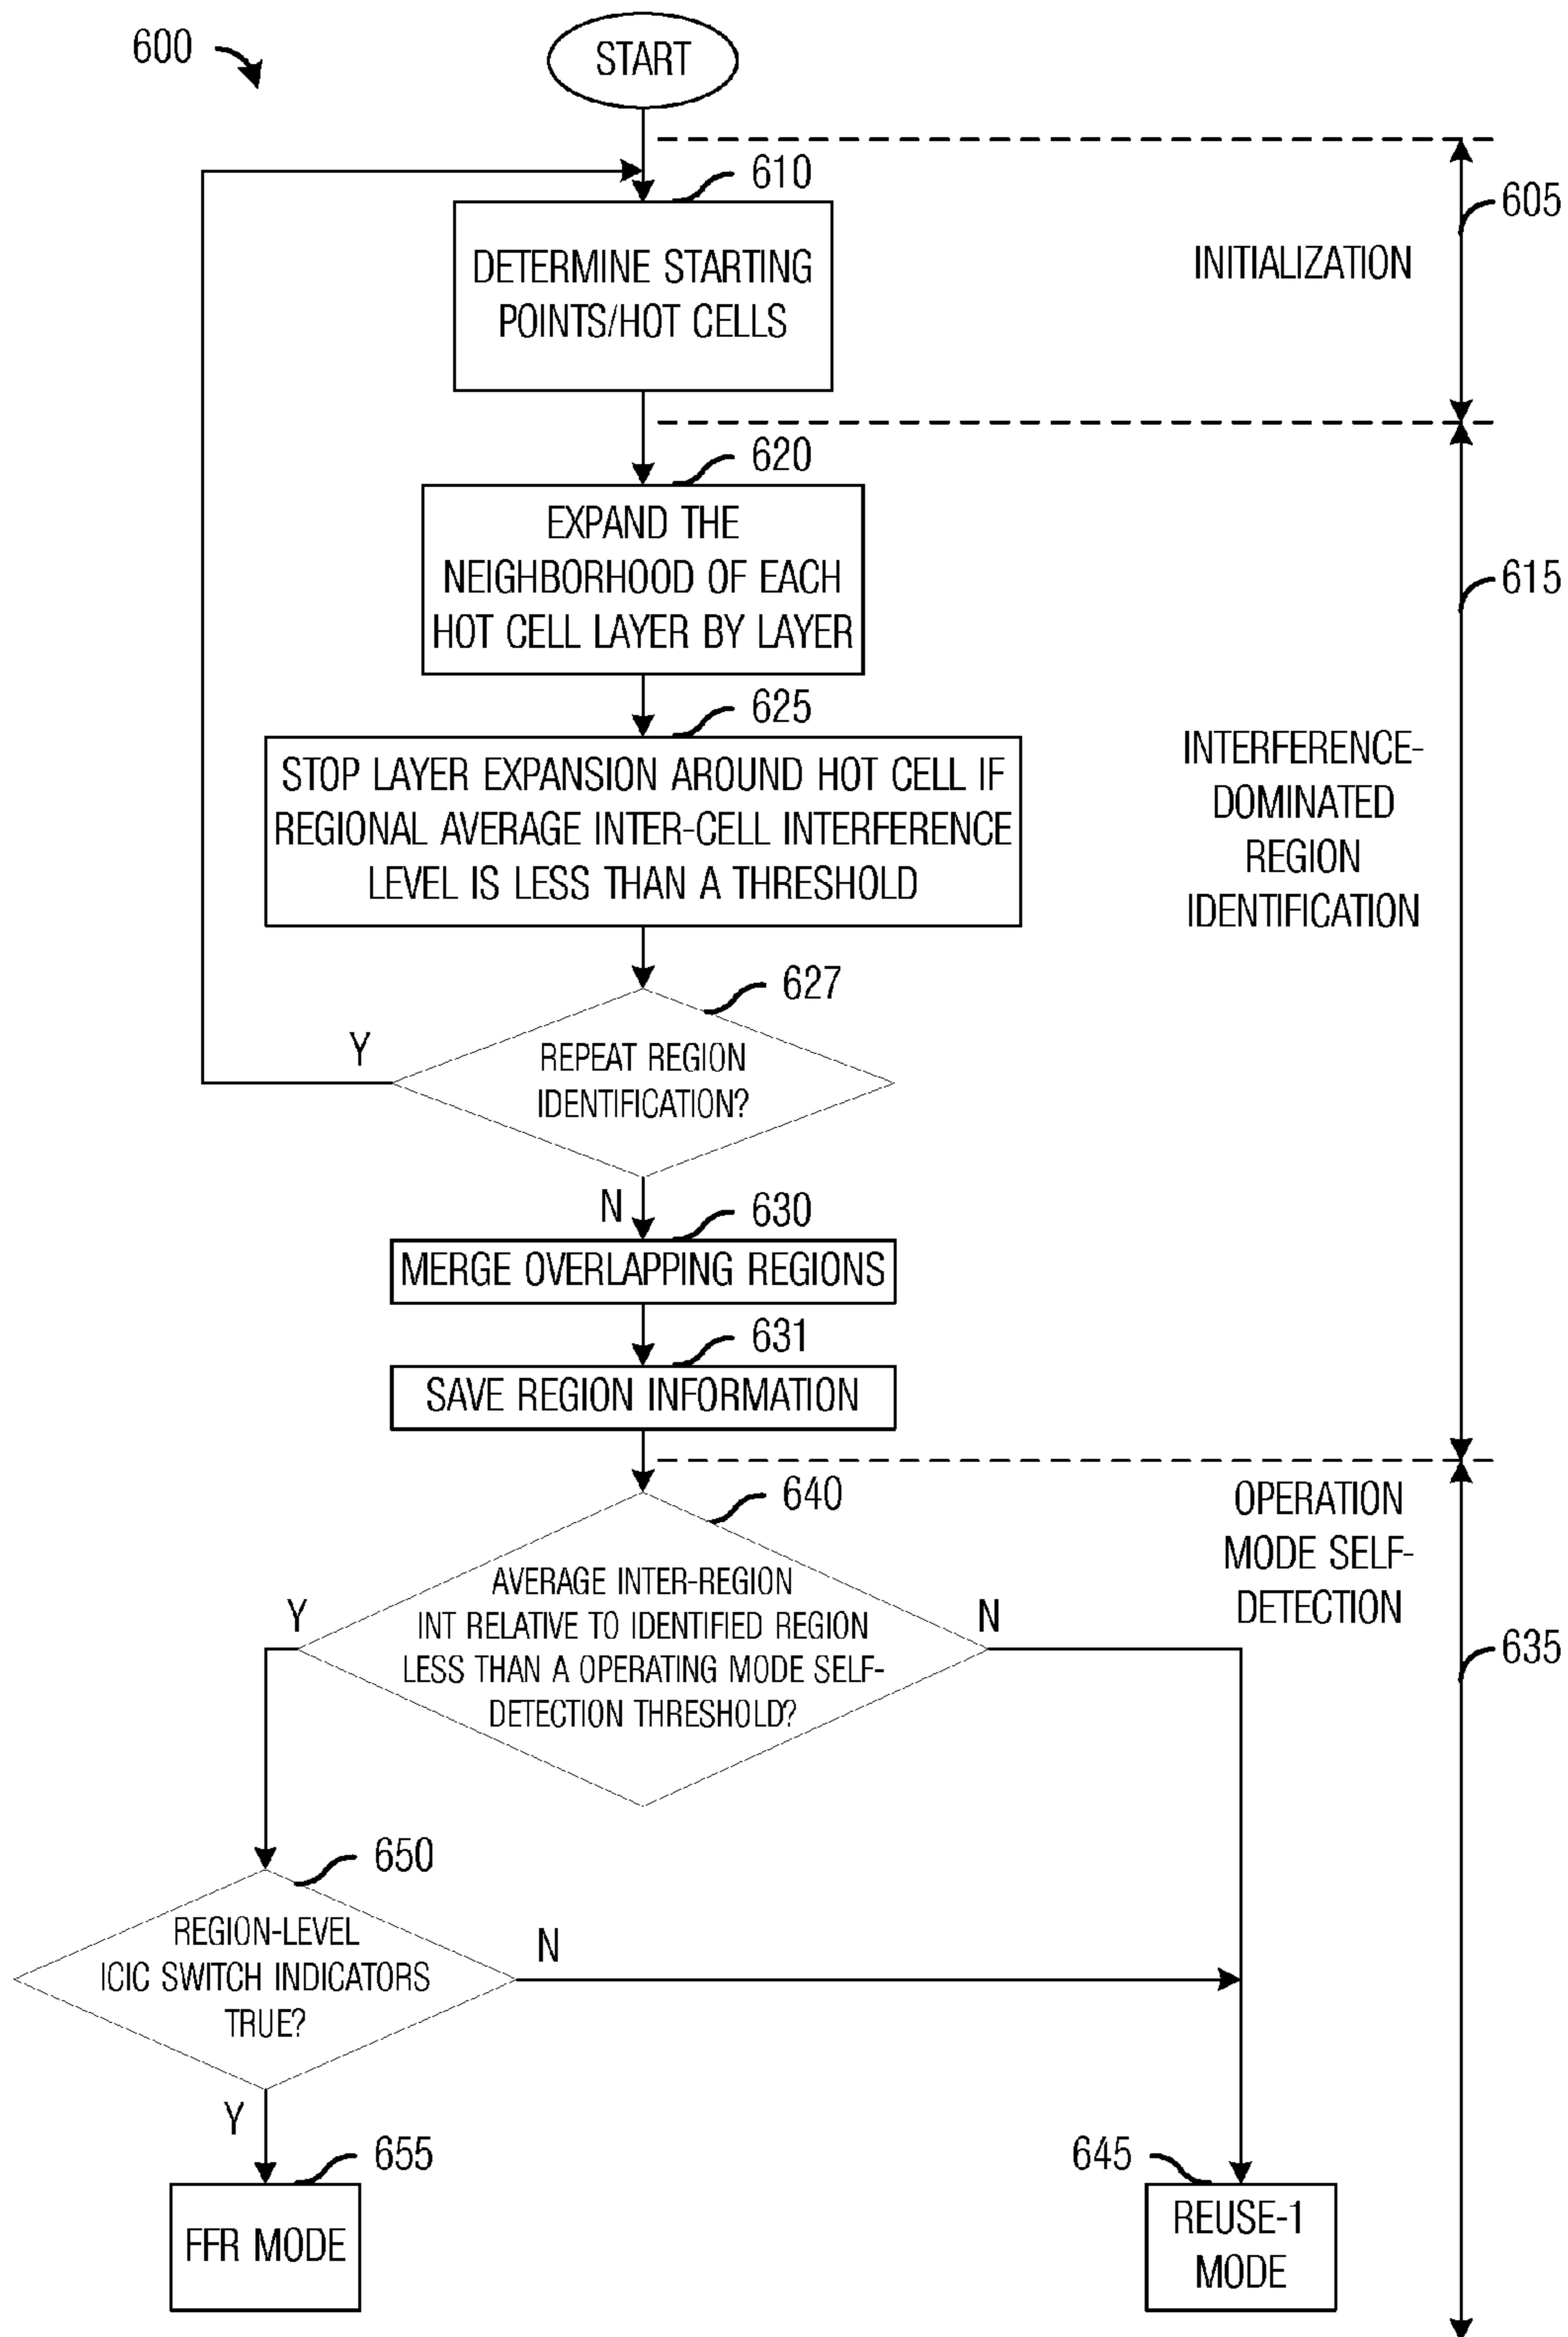 600
START
610
605
DETERMINE STARTING
POINTS/HOT CELLS
INITIALIZATION
620
EXPAND THE
NEIGHBORHOOD OF EACH
HOT CELL LAYER BY LAYER
615
625
STOP LAYER EXPANSION AROUND HOT CELL IF
REGIONAL AVERAGE INTER-CELL INTERFERENCE
LEVEL IS LESS THAN A THRESHOLD
INTERFERENCE-
DOMINATED
REGION
IDENTIFICATION
627
REPEAT REGION
IDENTIFICATION?
Y
N
630
MERGE OVERLAPPING REGIONS
631
SAVE REGION INFORMATION
640
OPERATION
MODE SELF-
DETECTION
AVERAGE INTER-REGION
INT RELATIVE TO IDENTIFIED REGION
LESS THAN A OPERATING MODE SELF-
DETECTION THRESHOLD?
Y
N
635
650
REGION-LEVEL
ICIC SWITCH INDICATORS
TRUE?
N
Y
655
FFR MODE
645
REUSE-1
MODE